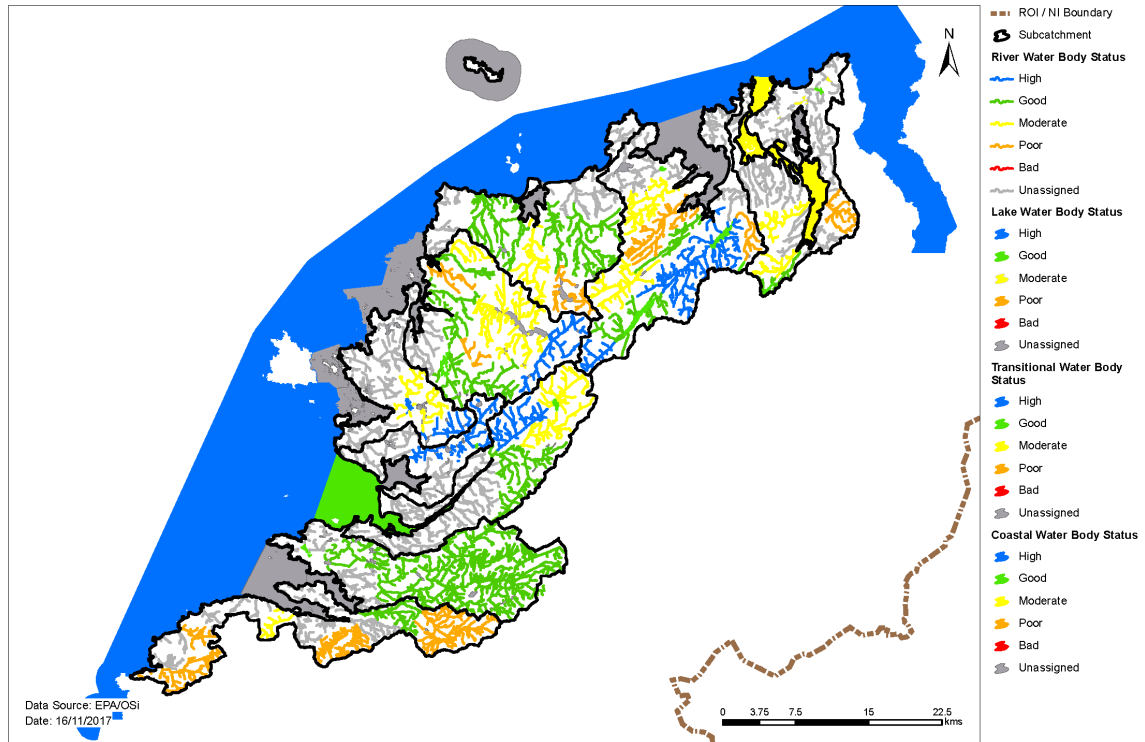 N
Data Source: EPA/OSi
Date: 16/11/2017
0 3.75 7.5 15 22.5
kms
ROI / NI Boundary
Subcatchment
River Water Body Status
High
Good
Moderate
Poor
Bad
Unassigned
Lake Water Body Status
High
Good
Moderate
Poor
Bad
Unassigned
Transitional Water Body
Status
High
Good
Moderate
Poor
Bad
Unassigned
Coastal Water Body Status
High
Good
Moderate
Poor
Bad
Unassigned